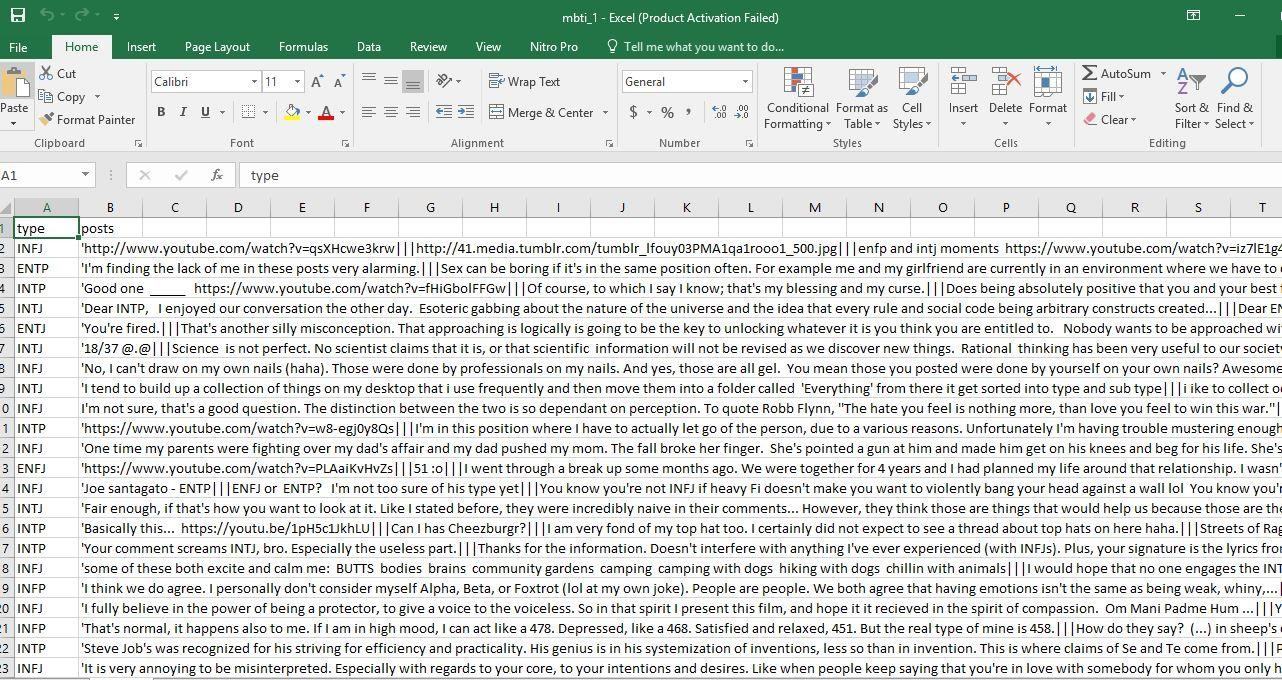 mbti_1 - Excel (Product Activation Failed)
File Home Insert Page Layout Formulas Data Review View Nitro Pro Tell me what you want to do...
Cut
Copy
Format Painter
Paste
Calibri 11
B I U
Wrap Text
Merge & Center
General
$ % ,
Conditional Formatting
Format as Table
Cell Styles
Insert
Delete
Format
AutoSum
Fill
Clear
Sort & Filter
Find & Select
Clipboard Font Alignment Number Styles Cells Editing
A1 fx type
A B C D E F G H I J K L M N O P Q R S T
1 type posts
2 INFJ 'http://www.youtube.com/watch?v=qsXHcwe3krw|||http://41.media.tumblr.com/tumblr_lfouy03PMA1qa1rooo1_500.jpg|||enfp and intj moments https://www.youtube.com/watch?v=iz7lE1g4
3 ENTP 'I'm finding the lack of me in these posts very alarming.|||Sex can be boring if it's in the same position often. For example me and my girlfriend are currently in an environment where we have to
4 INTP 'Good one _____ https://www.youtube.com/watch?v=fHiGbolFFGw|||Of course, to which I say I know; that's my blessing and my curse.|||Does being absolutely positive that you and your best
5 INTJ 'Dear INTP, I enjoyed our conversation the other day. Esoteric gabbing about the nature of the universe and the idea that every rule and social code being arbitrary constructs created...|||Dear EN
6 ENTJ 'You're fired.|||That's another silly misconception. That approaching is logically is going to be the key to unlocking whatever it is you think you are entitled to. Nobody wants to be approached wi
7 INTJ '18/37 @.@|||Science is not perfect. No scientist claims that it is, or that scientific information will not be revised as we discover new things. Rational thinking has been very useful to our society
8 INFJ 'No, I can't draw on my own nails (haha). Those were done by professionals on my nails. And yes, those are all gel. You mean those you posted were done by yourself on your own nails? Awesome
9 INTJ 'I tend to build up a collection of things on my desktop that i use frequently and then move them into a folder called 'Everything' from there it get sorted into type and sub type|||i ike to collect o
0 INFJ I'm not sure, that's a good question. The distinction between the two is so dependant on perception. To quote Robb Flynn, "The hate you feel is nothing more, than love you feel to win this war."|
1 INTP 'https://www.youtube.com/watch?v=w8-egj0y8Qs|||I'm in this position where I have to actually let go of the person, due to a various reasons. Unfortunately I'm having trouble mustering enough
2 INFJ 'One time my parents were fighting over my dad's affair and my dad pushed my mom. The fall broke her finger. She's pointed a gun at him and made him get on his knees and beg for his life. She's
3 ENFJ 'https://www.youtube.com/watch?v=PLAaiKvHvZs|||51 :o|||I went through a break up some months ago. We were together for 4 years and I had planned my life around that relationship. I wasn'
4 INFJ 'Joe santagato - ENTP|||ENFJ or ENTP? I'm not too sure of his type yet|||You know you're not INFJ if heavy Fi doesn't make you want to violently bang your head against a wall lol You know you'r
5 INTJ 'Fair enough, if that's how you want to look at it. Like I stated before, they were incredibly naive in their comments... However, they think those are things that would help us because those are the
6 INTP 'Basically this... https://youtu.be/1pH5c1JkhLU|||Can I has Cheezburgr?|||I am very fond of my top hat too. I certainly did not expect to see a thread about top hats on here haha.|||Streets of Rag
7 INTP 'Your comment screams INTJ, bro. Especially the useless part.|||Thanks for the information. Doesn't interfere with anything I've ever experienced (with INFJs). Plus, your signature is the lyrics from
8 INFJ 'some of these both excite and calm me: BUTTS bodies brains community gardens camping camping with dogs hiking with dogs chillin with animals|||I would hope that no one engages the INT
9 INFP 'I think we do agree. I personally don't consider myself Alpha, Beta, or Foxtrot (lol at my own joke). People are people. We both agree that having emotions isn't the same as being weak, whiny,...|
20 INFJ 'I fully believe in the power of being a protector, to give a voice to the voiceless. So in that spirit I present this film, and hope it it recieved in the spirit of compassion. Om Mani Padme Hum ...|||Y
21 INFP 'That's normal, it happens also to me. If I am in high mood, I can act like a 478. Depressed, like a 468. Satisfied and relaxed, 451. But the real type of mine is 458.|||How do they say? (...) in sheep's
22 INTP 'Steve Job's was recognized for his striving for efficiency and practicality. His genius is in his systemization of inventions, less so than in invention. This is where claims of Se and Te come from.|||
23 INFJ 'It is very annoying to be misinterpreted. Especially with regards to your core, to your intentions and desires. Like when people keep saying that you're in love with somebody for whom you only h